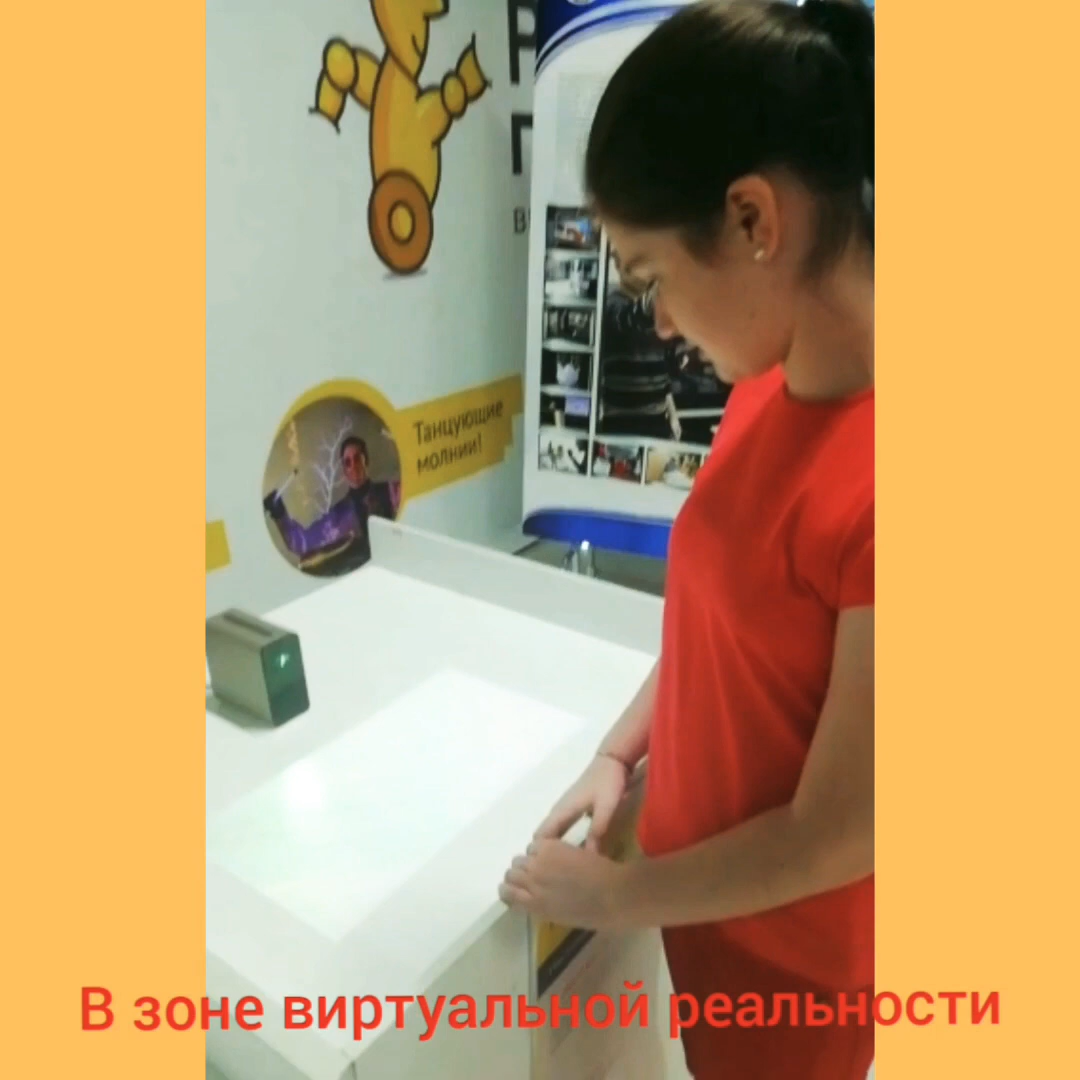 Танцующие
молнии!
В зоне виртуальной реальности